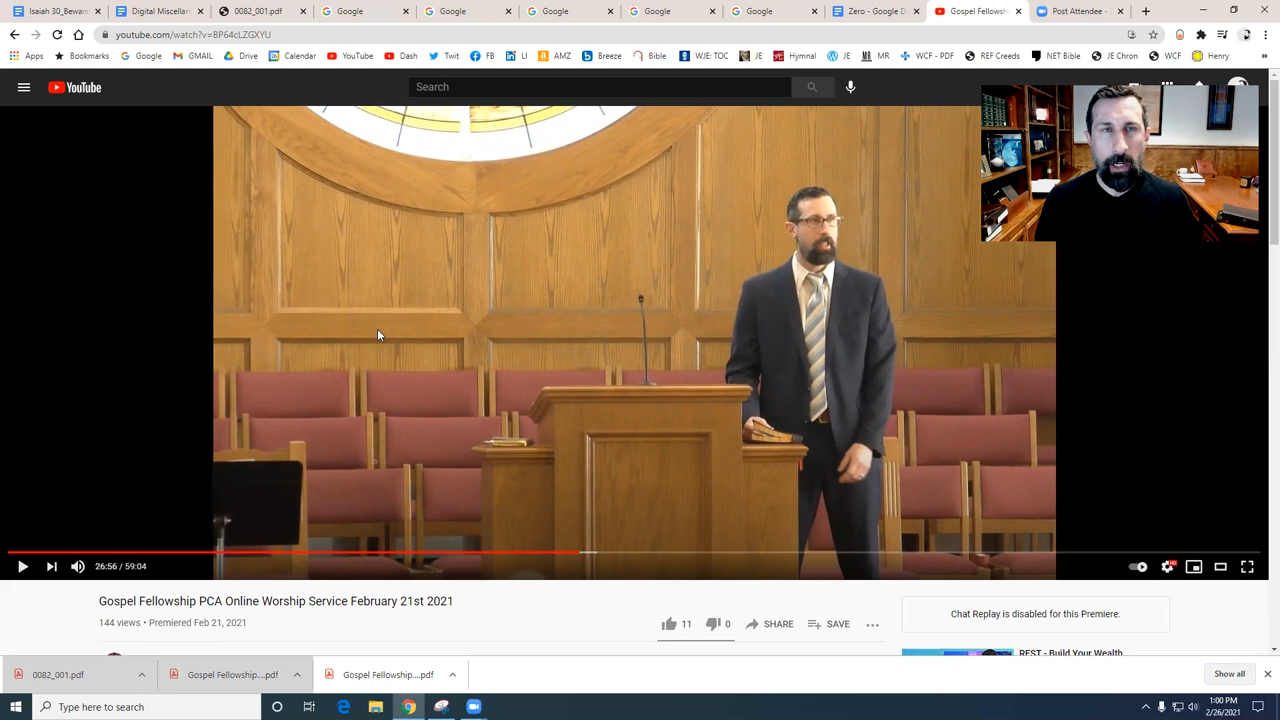 Isaiah 30_Beware
Digital Miscellan
0082_001.pdf
Google
Google
Google
Google
Google
Zero - Google D
Gospel Fellowsh
Post Attendee -
youtube.com/watch?v=BP64cLZGXYU
Apps
Bookmarks
Google
GMAIL
Drive
Calendar
YouTube
Dash
Twit
FB
LI
AMZ
Breeze
Bible
WJE: TOC
JE
Hymnal
JE
MR
WCF - PDF
REF Creeds
NET Bible
JE Chron
WCF
Henry
YouTube
Search
26:56 / 59:04
Gospel Fellowship PCA Online Worship Service February 21st 2021
144 views • Premiered Feb 21, 2021
11
0
SHARE
SAVE
Chat Replay is disabled for this Premiere.
REST - Build Your Wealth
0082_001.pdf
Gospel Fellowship....pdf
Gospel Fellowship....pdf
Show all
Type here to search
1:00 PM
2/26/2021